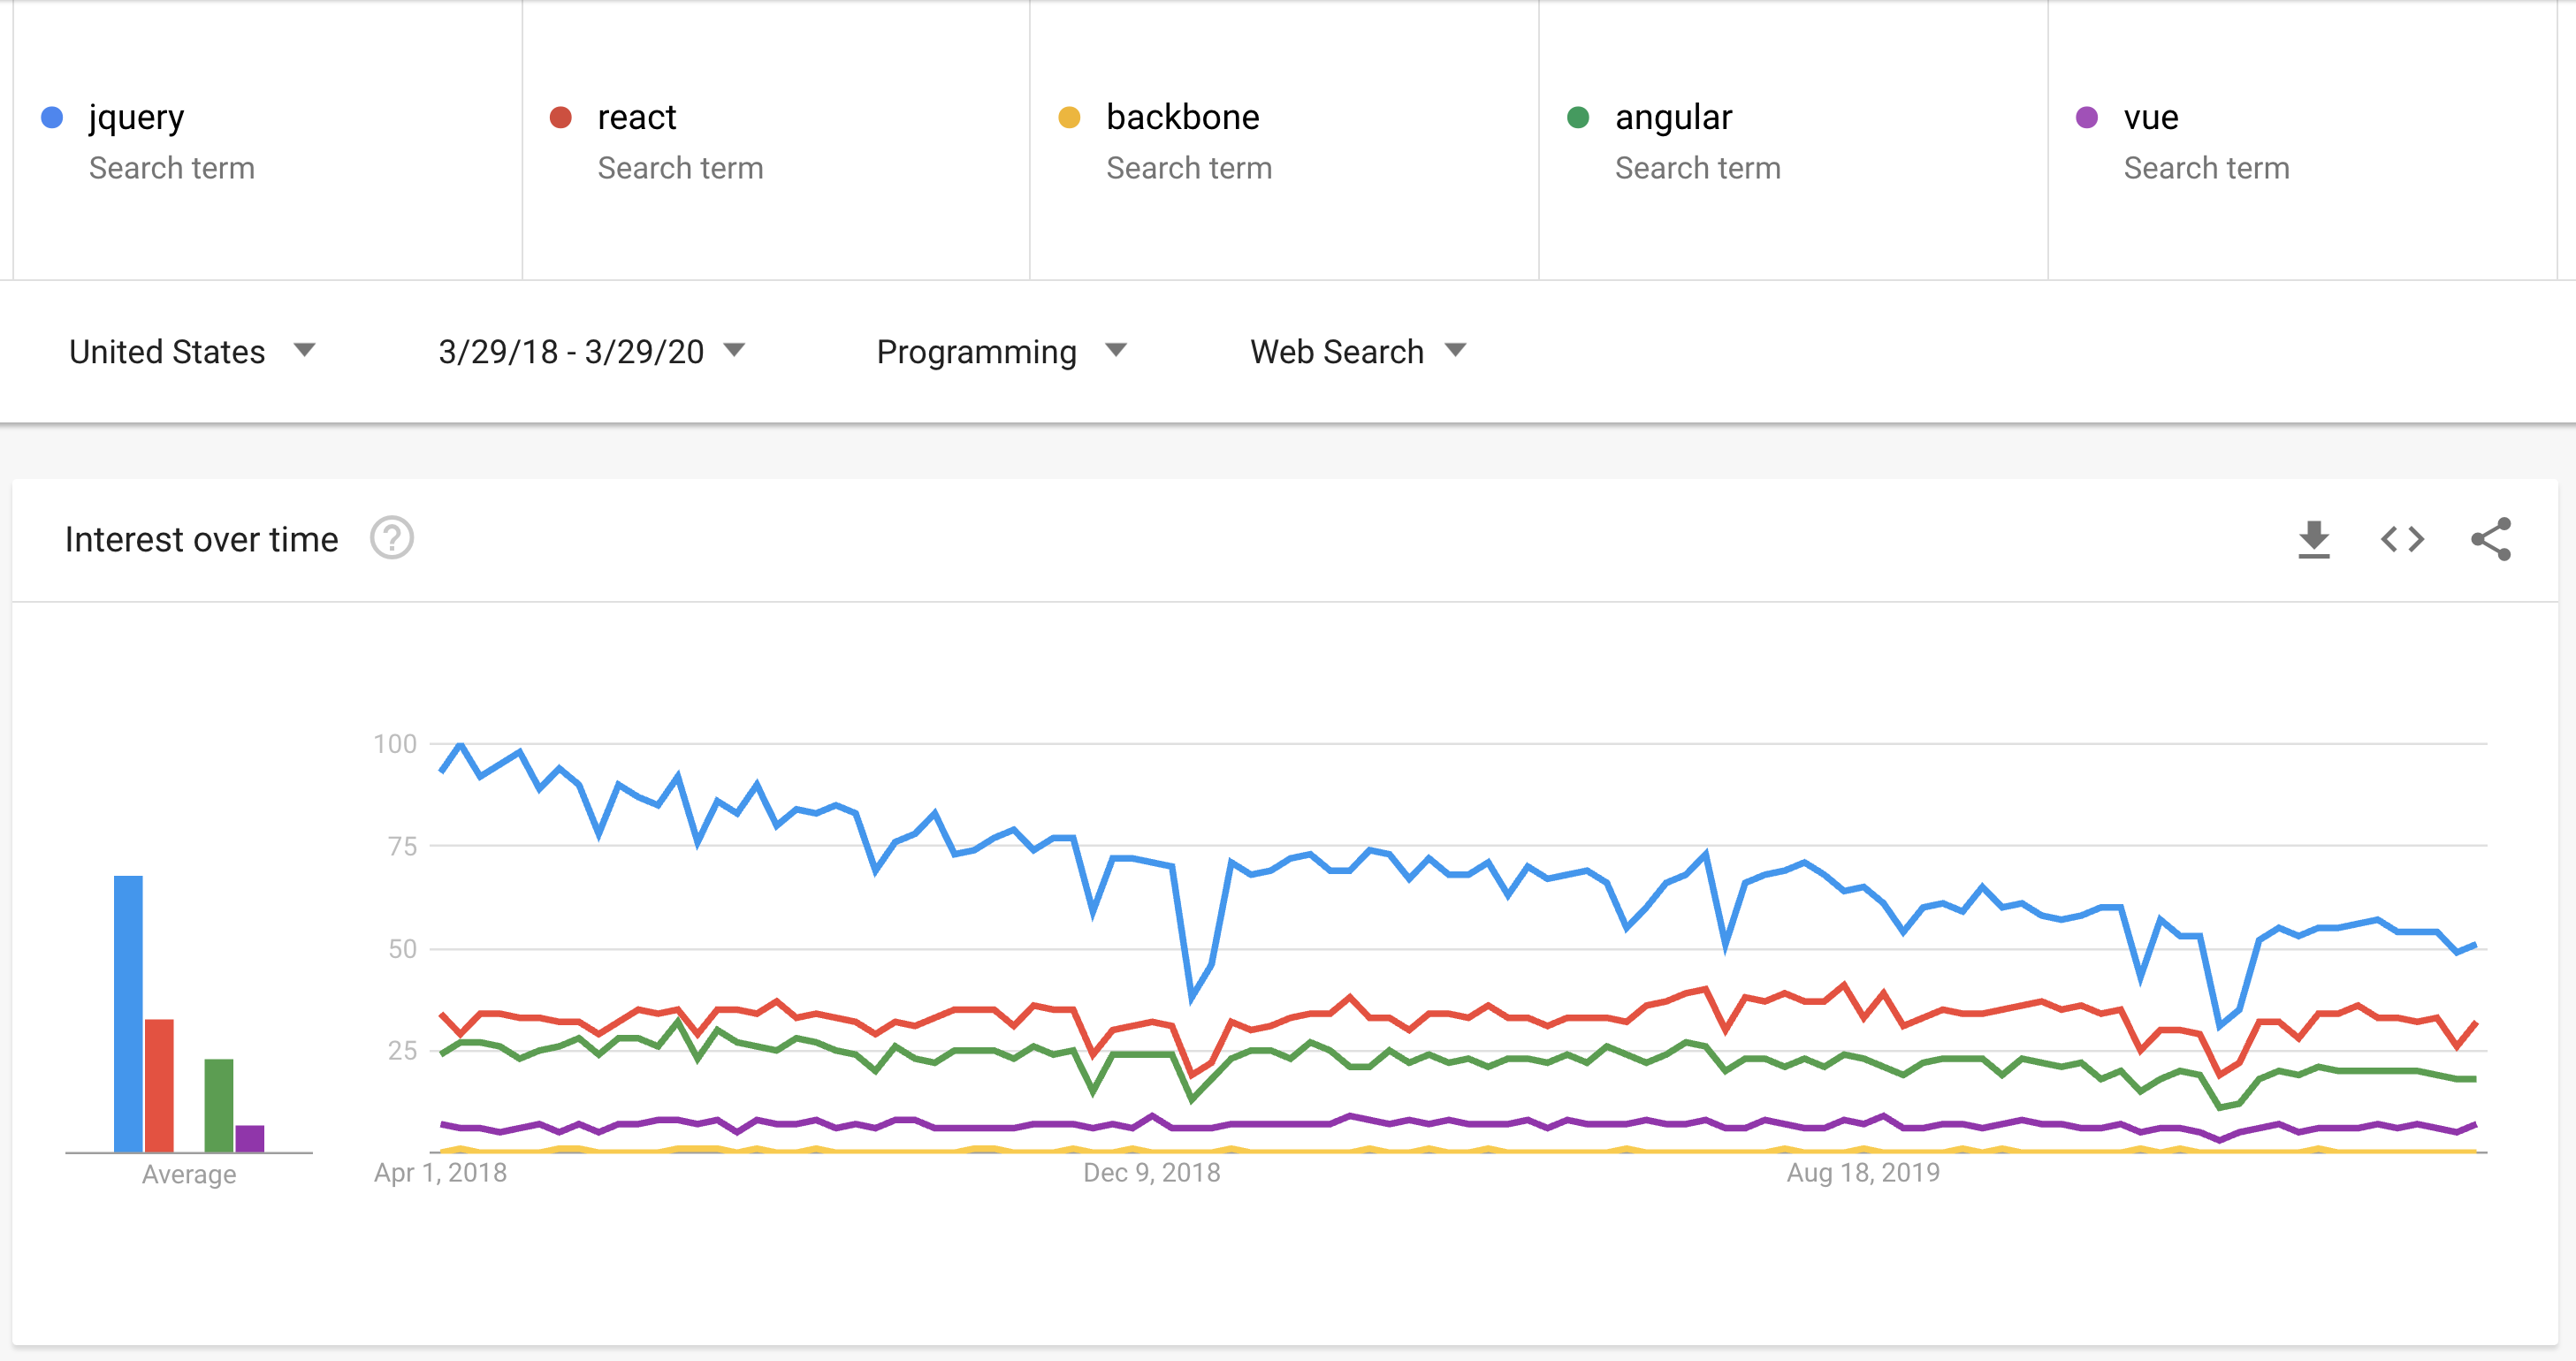 jquery
Search term
react
Search term
backbone
Search term
angular
Search term
vue
Search term
United States
3/29/18 - 3/29/20
Programming
Web Search
Interest over time
?
100
75
50
25
Average
Apr 1, 2018
Dec 9, 2018
Aug 18, 2019